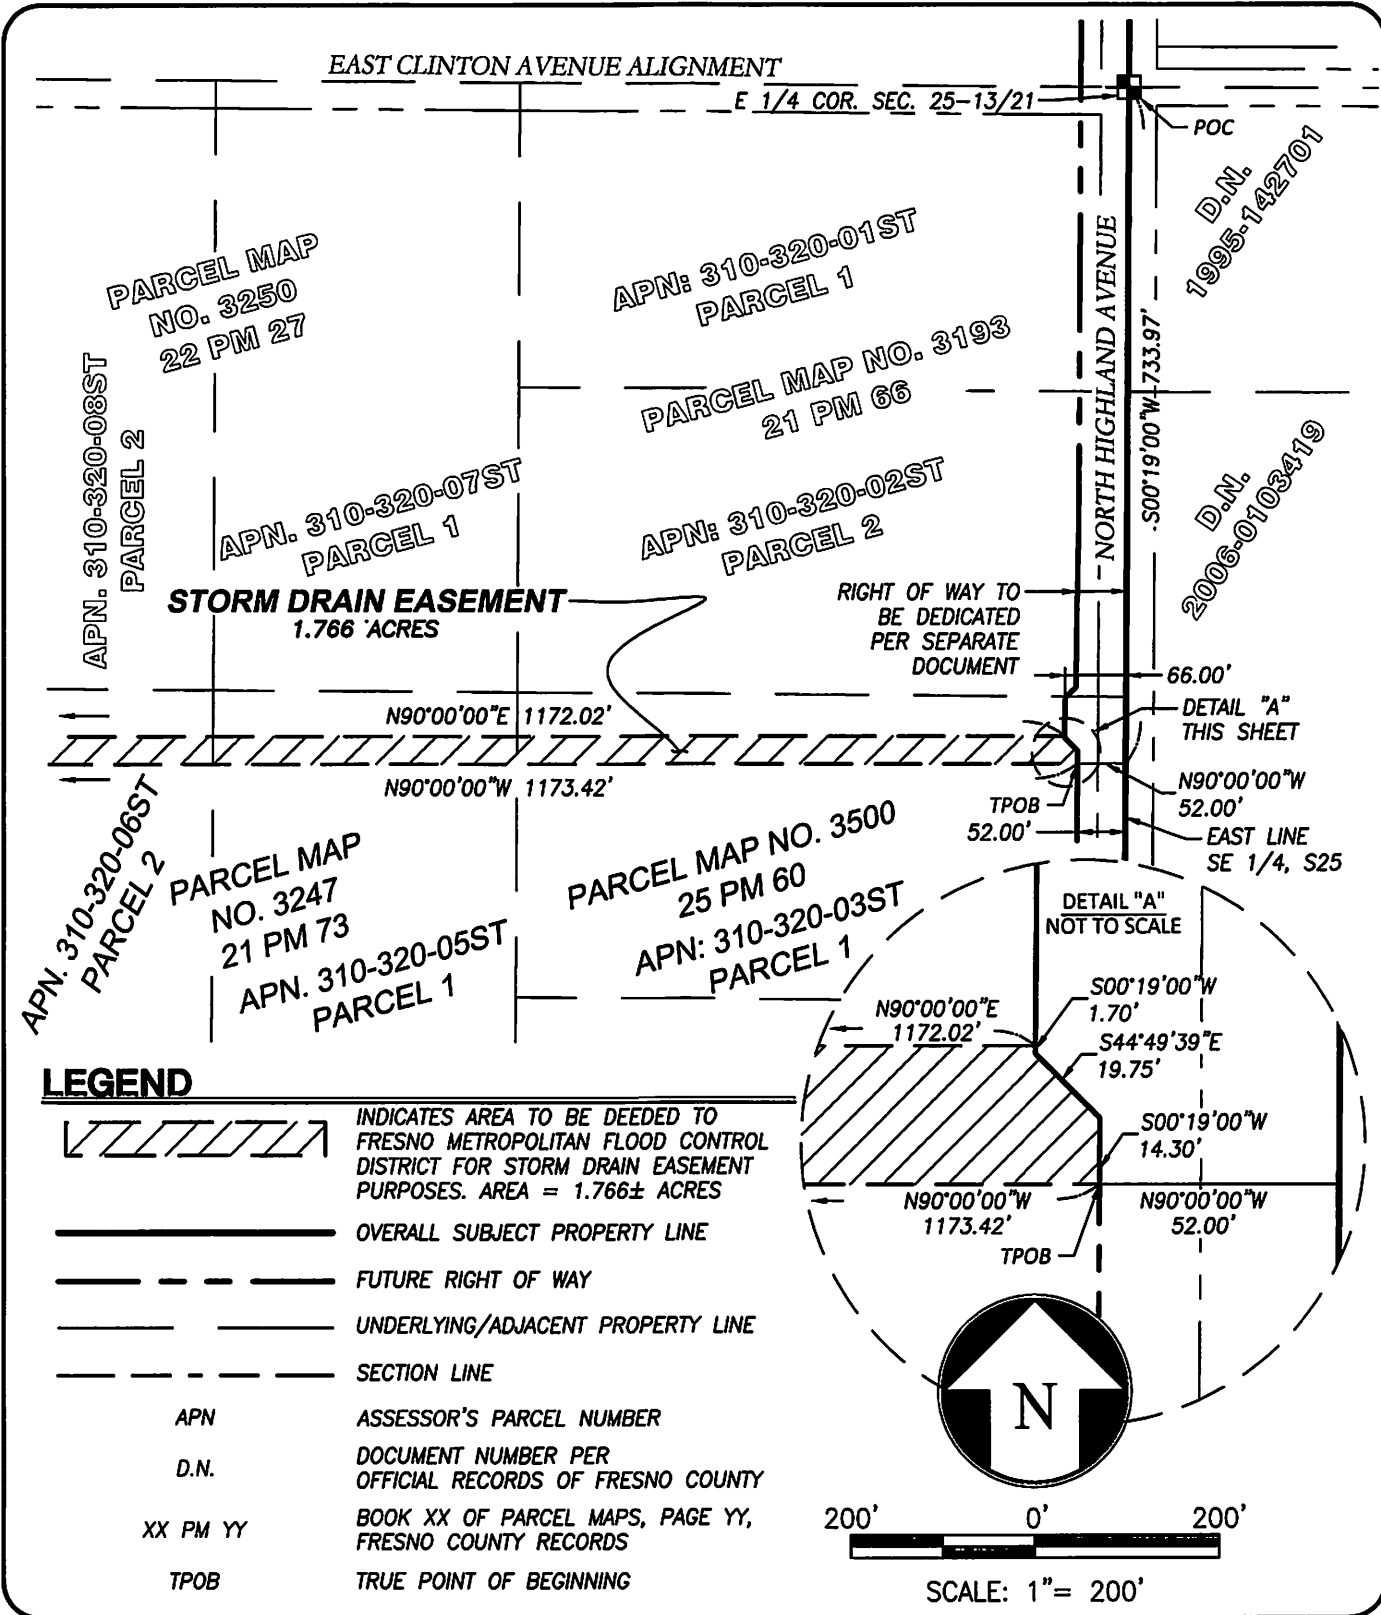 EAST CLINTON AVENUE ALIGNMENT
E 1/4 COR. SEC. 25-13/21
POC
D.N.
1995-142701
PARCEL MAP
NO. 3250
22 PM 27
APN: 310-320-01ST
PARCEL 1
PARCEL MAP NO. 3193
21 PM 66
NORTH HIGHLAND AVENUE
S00°19'00"W 733.97'
APN. 310-320-08ST
PARCEL 2
APN. 310-320-07ST
PARCEL 1
APN: 310-320-02ST
PARCEL 2
D.N.
2006-0103419
STORM DRAIN EASEMENT
1.766 ACRES
RIGHT OF WAY TO
BE DEDICATED
PER SEPARATE
DOCUMENT
66.00'
DETAIL "A"
THIS SHEET
N90°00'00"E 1172.02'
N90°00'00"W 1173.42'
N90°00'00"W
52.00'
TPOB
52.00'
EAST LINE
SE 1/4, S25
APN. 310-320-06ST
PARCEL 2
PARCEL MAP
NO. 3247
21 PM 73
APN. 310-320-05ST
PARCEL 1
PARCEL MAP NO. 3500
25 PM 60
APN: 310-320-03ST
PARCEL 1
DETAIL "A"
NOT TO SCALE
S00°19'00"W
1.70'
N90°00'00"E
1172.02'
S44°49'39"E
19.75'
S00°19'00"W
14.30'
N90°00'00"W
1173.42'
N90°00'00"W
52.00'
TPOB
LEGEND
INDICATES AREA TO BE DEEDED TO
FRESNO METROPOLITAN FLOOD CONTROL
DISTRICT FOR STORM DRAIN EASEMENT
PURPOSES. AREA = 1.766± ACRES
OVERALL SUBJECT PROPERTY LINE
FUTURE RIGHT OF WAY
UNDERLYING/ADJACENT PROPERTY LINE
SECTION LINE
APN ASSESSOR'S PARCEL NUMBER
D.N. DOCUMENT NUMBER PER
OFFICIAL RECORDS OF FRESNO COUNTY
XX PM YY BOOK XX OF PARCEL MAPS, PAGE YY,
FRESNO COUNTY RECORDS
TPOB TRUE POINT OF BEGINNING
N
200' 0' 200'
SCALE: 1"= 200'